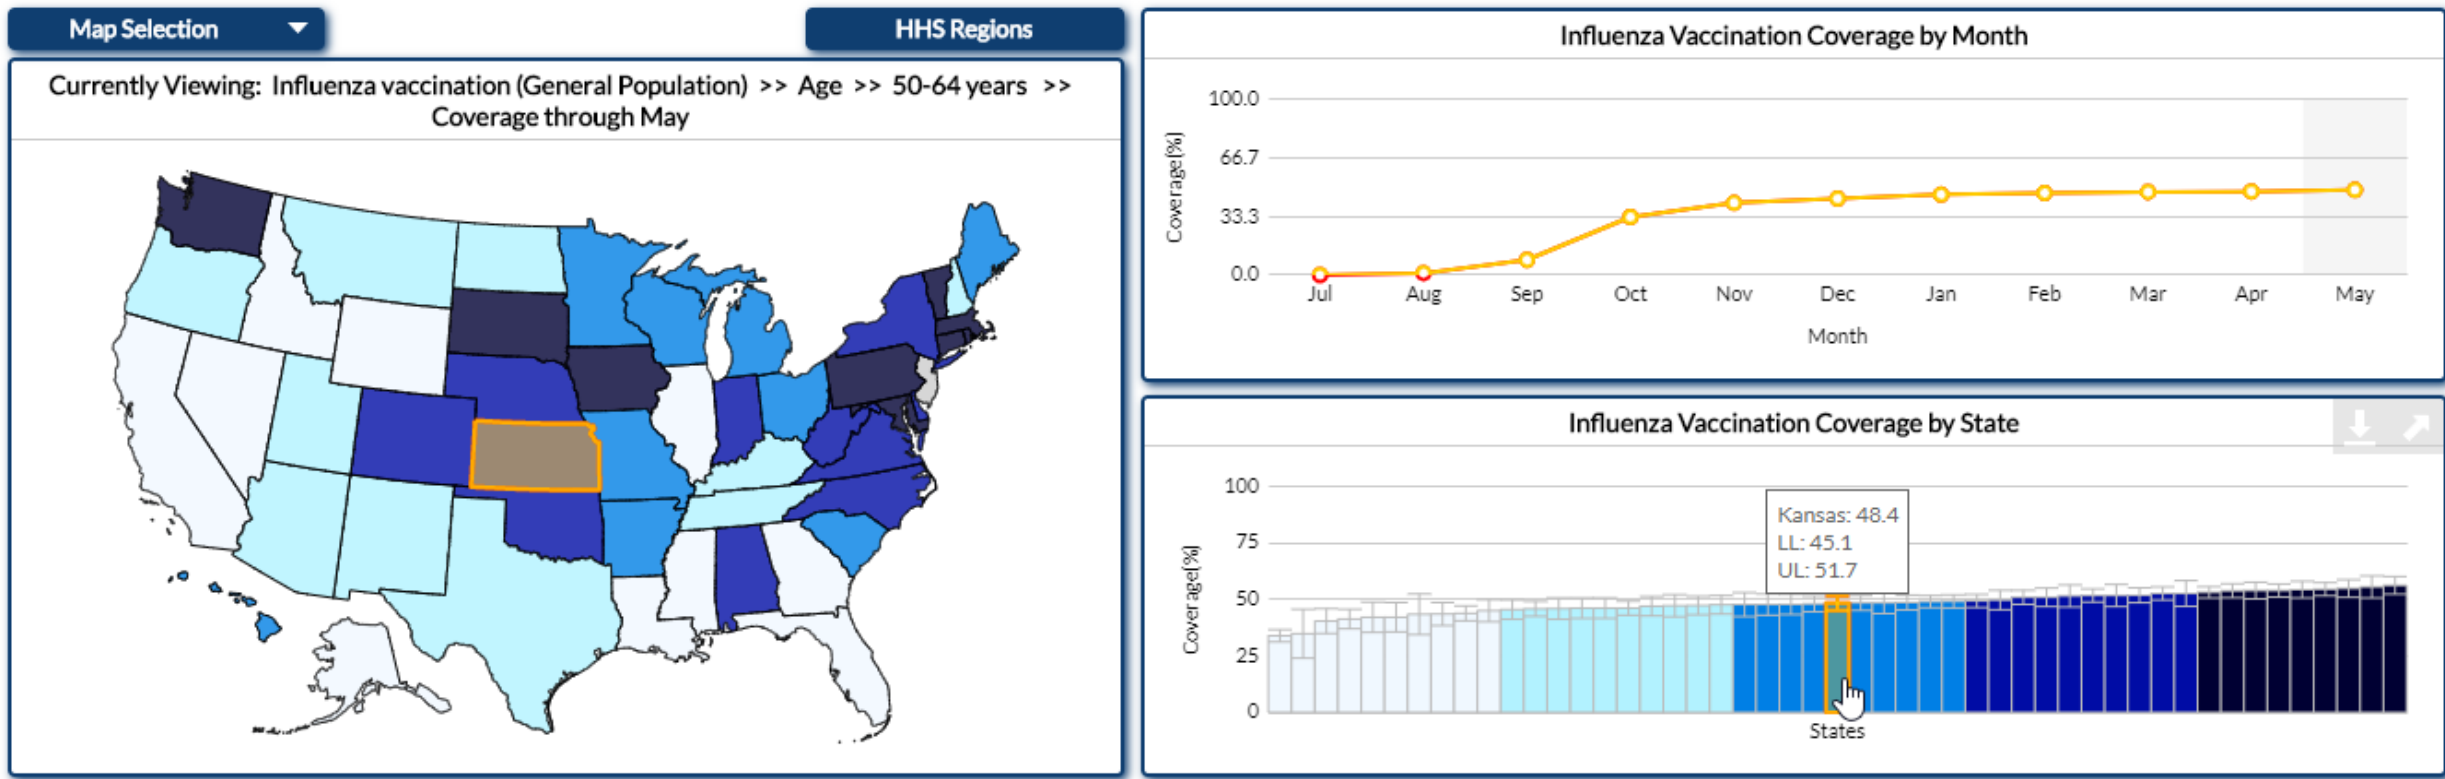 Map Selection
HHS Regions
Currently Viewing: Influenza vaccination (General Population) >> Age >> 50-64 years >>
Coverage through May
Influenza Vaccination Coverage by Month
Coverage(%)
100.0
66.7
33.3
0.0
Jul Aug Sep Oct Nov Dec Jan Feb Mar Apr May
Month
Influenza Vaccination Coverage by State
Coverage(%)
100
75
50
25
0
Kansas: 48.4
LL: 45.1
UL: 51.7
States